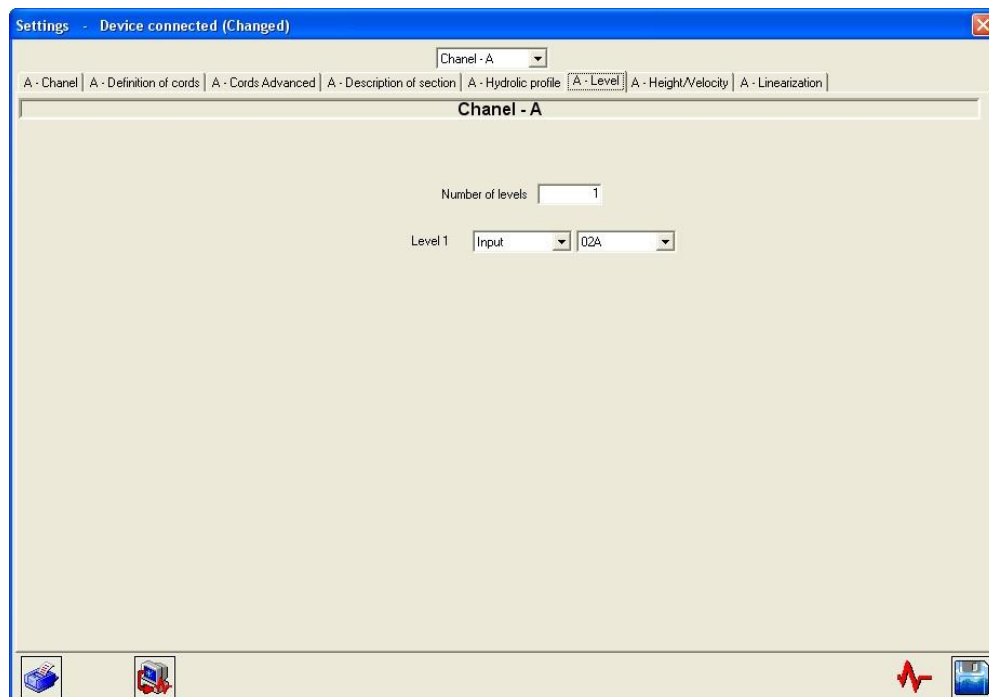 Settings - Device connected (Changed)
Chanel - A
A - Chanel A - Definition of cords A - Cords Advanced A - Description of section A - Hydrolic profile A - Level A - Height/Velocity A - Linearization
Chanel - A
Number of levels 1
Level 1 Input 02A